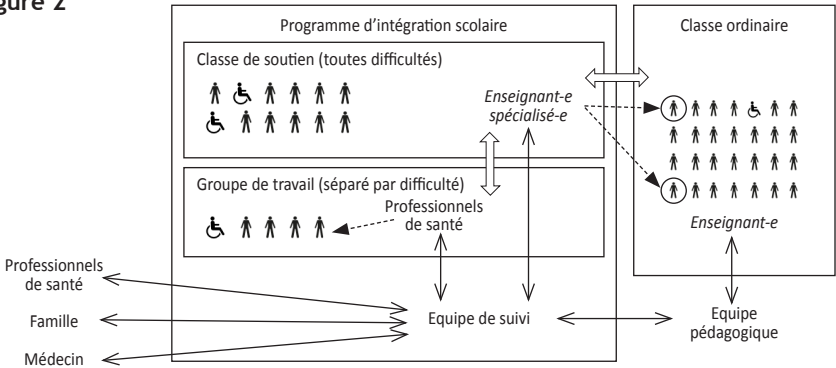 gure 2
Programme d'intégration scolaire
Classe ordinaire
Classe de soutien (toutes difficultés)
Enseignant-e
spécialisé-e
Groupe de travail (séparé par difficulté)
Professionnels
de santé
Enseignant-e
Professionnels
de santé
Famille
Médecin
Equipe de suivi
Equipe
pédagogique